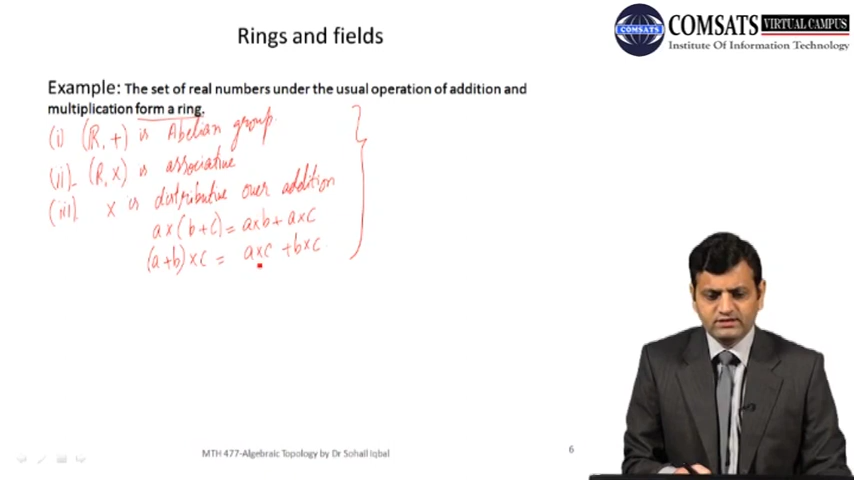 Rings and fields
COMSATS VIRTUAL CAMPUS
Institute Of Information Technology
Example: The set of real numbers under the usual operation of addition and
multiplication form a ring.
(i) (R, +) is Abelian group.
(ii) (R, ×) is associative
(iii) × is distributive over addition
a×(b+c)=a×b+a×c
(a+b)×c = a×c +b×c.
MTH 477-Algebraic Topology by Dr Sohail Iqbal
6